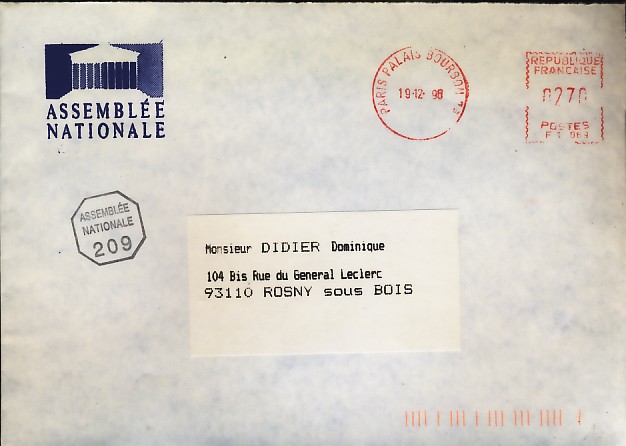 ASSEMBLÉE
NATIONALE
PARIS PALAIS BOURBON
19-12- 98
REPUBLIQUE
FRANCAISE
0270
POSTES
ASSEMBLÉE
NATIONALE
209
Monsieur DIDIER Dominique
104 Bis Rue du General Leclerc
93110 ROSNY sous BOIS